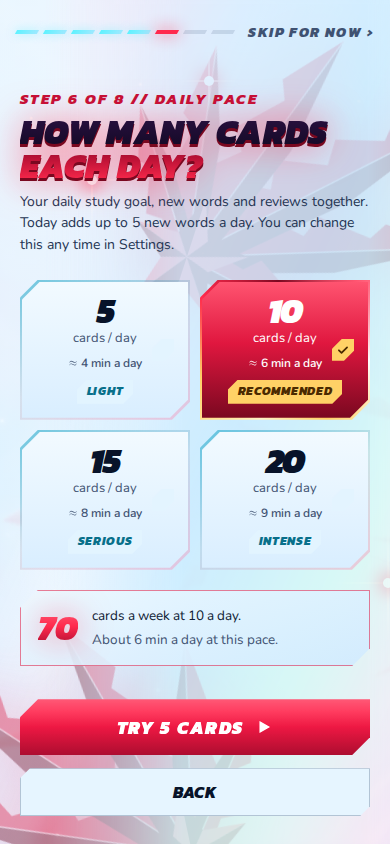 SKIP FOR NOW >
STEP 6 OF 8 // DAILY PACE
HOW MANY CARDS
EACH DAY?
Your daily study goal, new words and reviews together.
Today adds up to 5 new words a day. You can change
this any time in Settings.
5
cards / day
≈ 4 min a day
LIGHT
10
cards / day
≈ 6 min a day
RECOMMENDED
15
cards / day
≈ 8 min a day
SERIOUS
20
cards / day
≈ 9 min a day
INTENSE
70
cards a week at 10 a day.
About 6 min a day at this pace.
TRY 5 CARDS
BACK